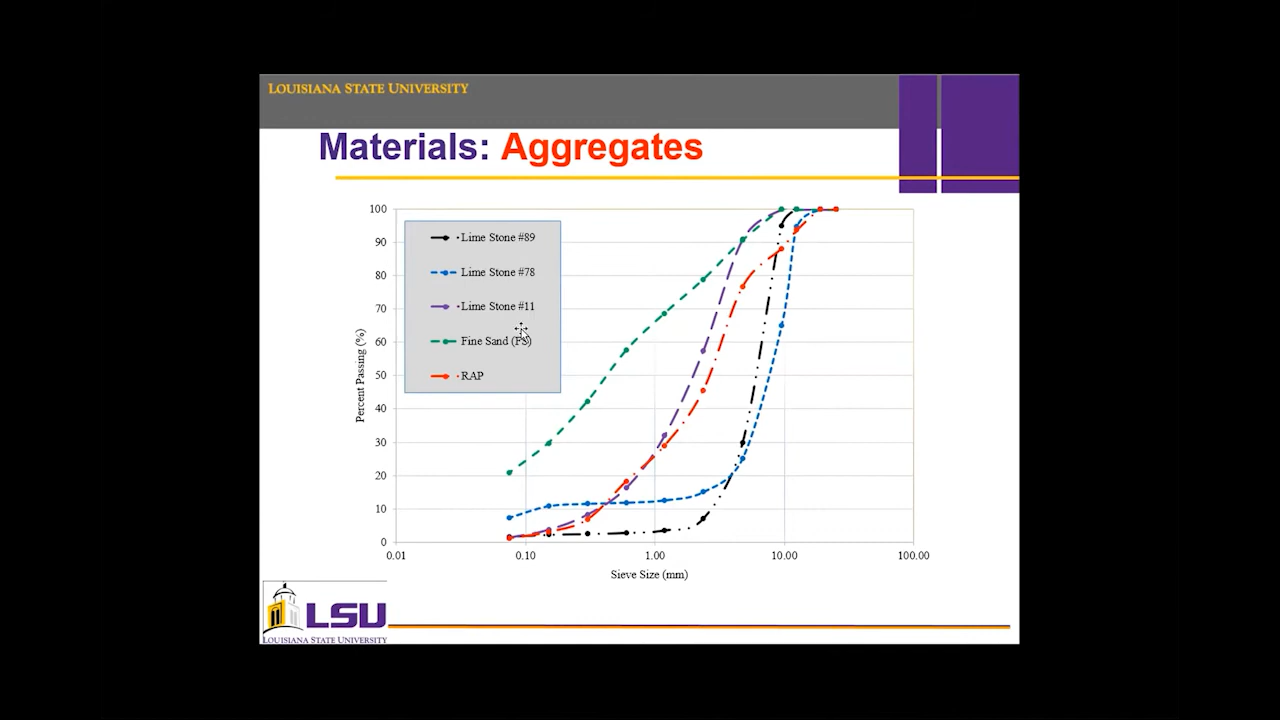 LOUISIANA STATE UNIVERSITY
Materials: Aggregates
100
90
80
70
60
50
40
30
20
10
0
Percent Passing (%)
Lime Stone #89
Lime Stone #78
Lime Stone #11
Fine Sand (FS)
RAP
0.01 0.10 1.00 10.00 100.00
Sieve Size (mm)
LSU
LOUISIANA STATE UNIVERSITY